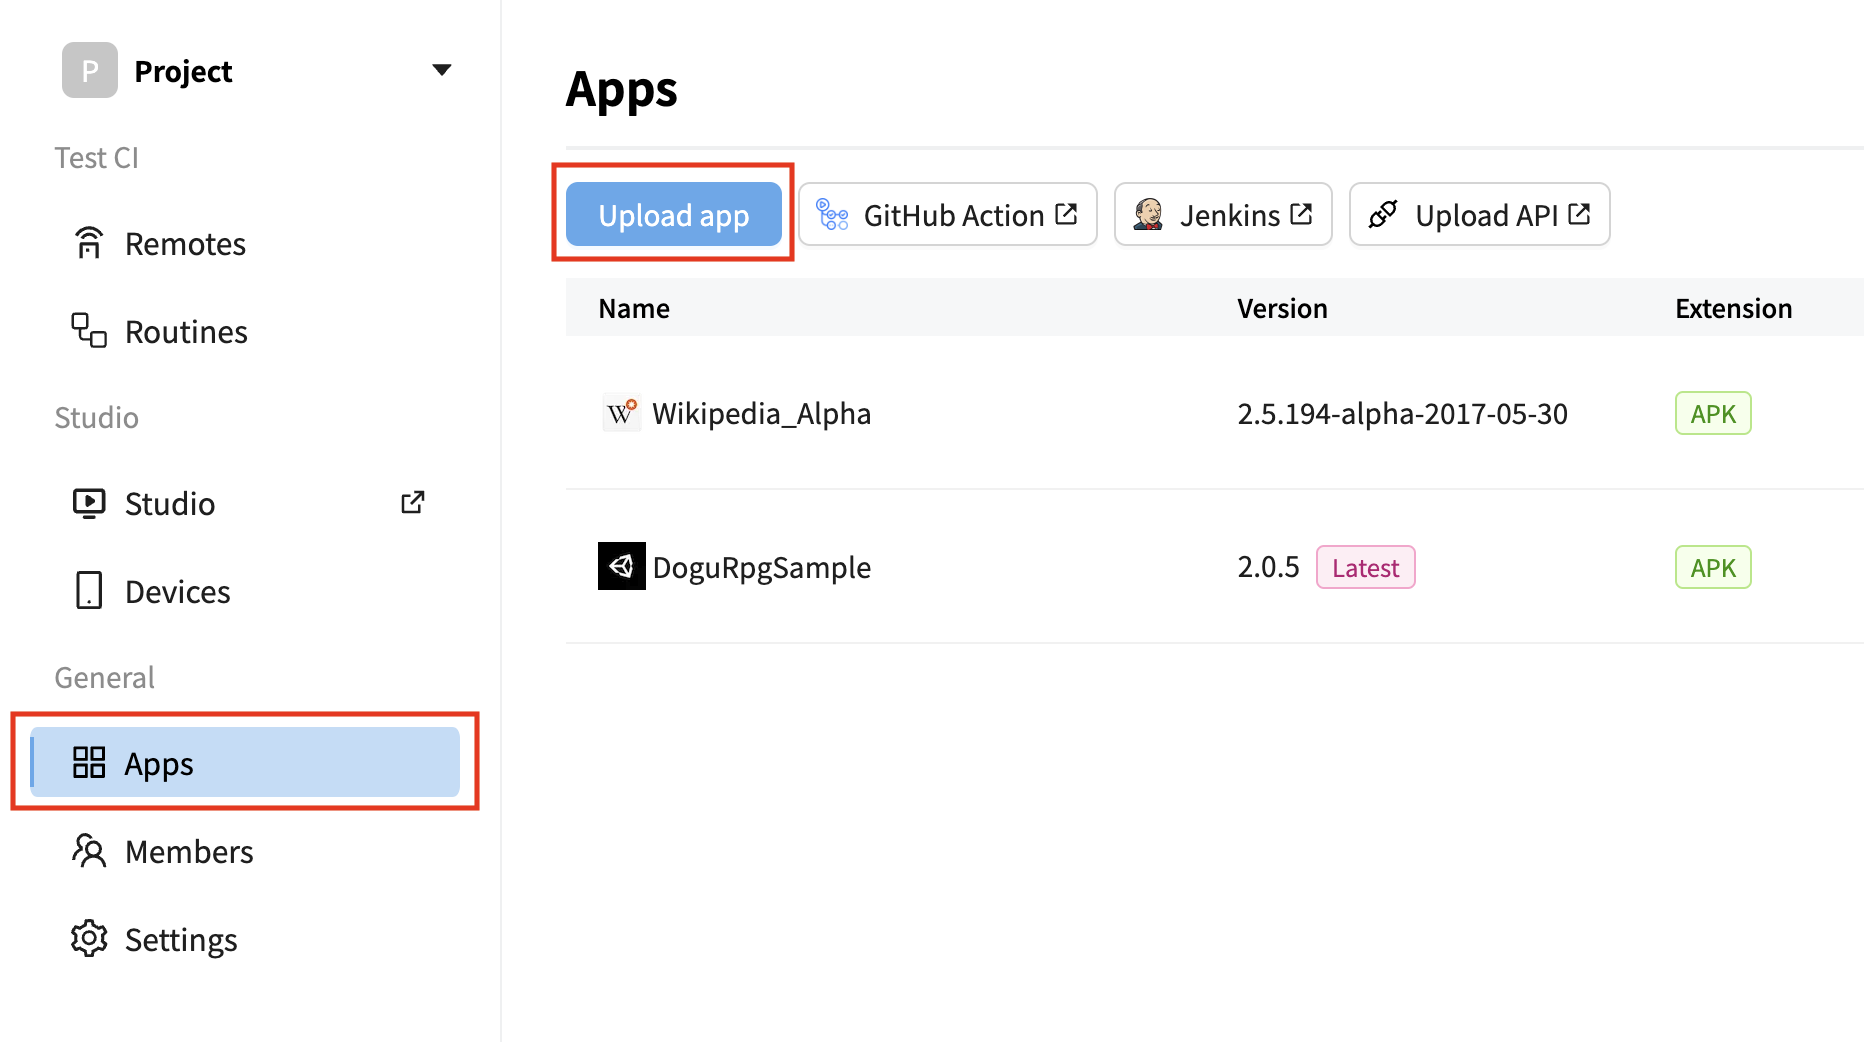 P Project
Test CI
Remotes
Routines
Studio
Studio
Devices
General
Apps
Members
Settings
Apps
Upload app GitHub Action Jenkins Upload API
Name Version Extension
W Wikipedia_Alpha 2.5.194-alpha-2017-05-30 APK
DoguRpgSample 2.0.5 Latest APK